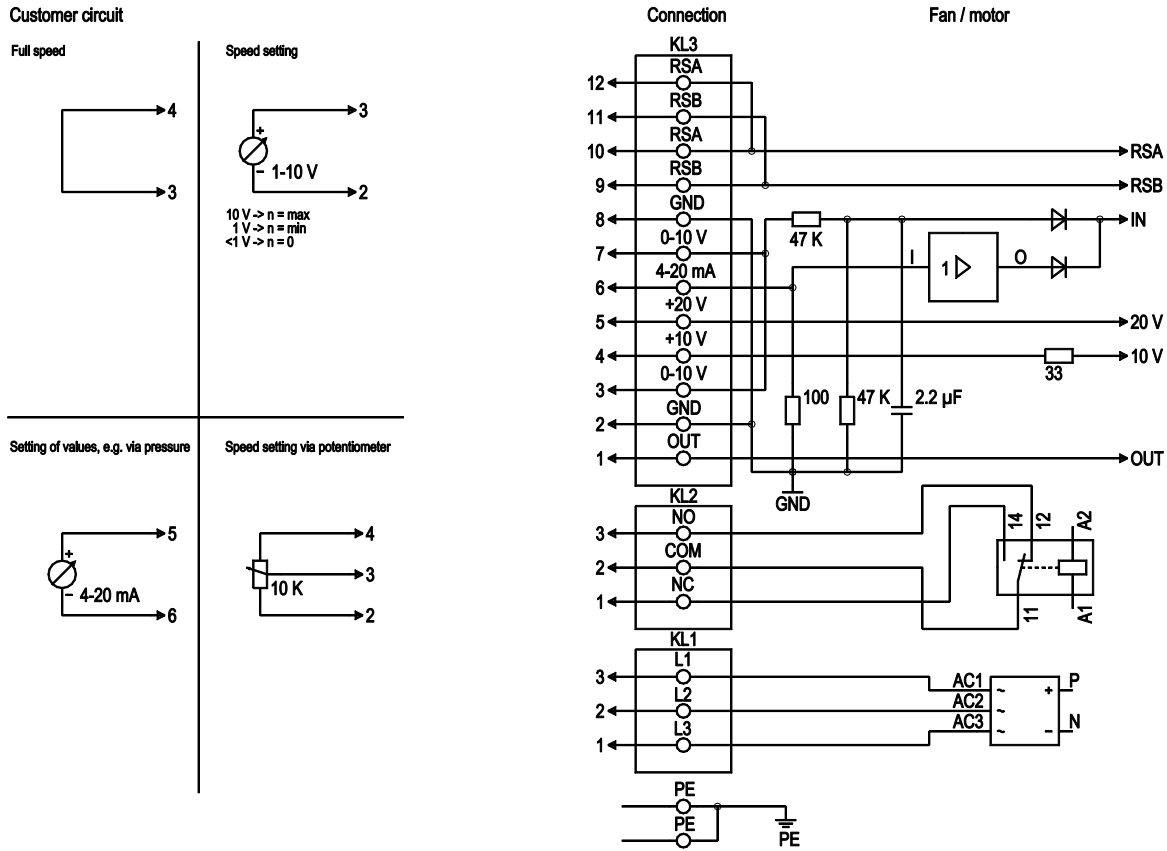 Customer circuit
Connection
Fan / motor
Full speed
4
3
Speed setting
3
+
1-10 V
–
2
10 V -> n = max
1 V -> n = min
<1 V -> n = 0
Setting of values, e.g. via pressure
5
+
4-20 mA
–
6
Speed setting via potentiometer
4
3
10 K
2
KL3
RSA
12
RSB
11
RSA
10
RSA
RSB
9
RSB
GND
8
47 K
IN
0-10 V
7
4-20 mA
6
I
1
O
+20 V
5
20 V
+10 V
4
33
10 V
0-10 V
3
100
47 K
2.2 µF
GND
2
OUT
1
OUT
GND
KL2
NO
3
COM
2
NC
1
14
12
A2
11
A1
KL1
L1
3
AC1
~
+
P
L2
2
AC2
~
L3
1
AC3
~
–
N
PE
PE
PE